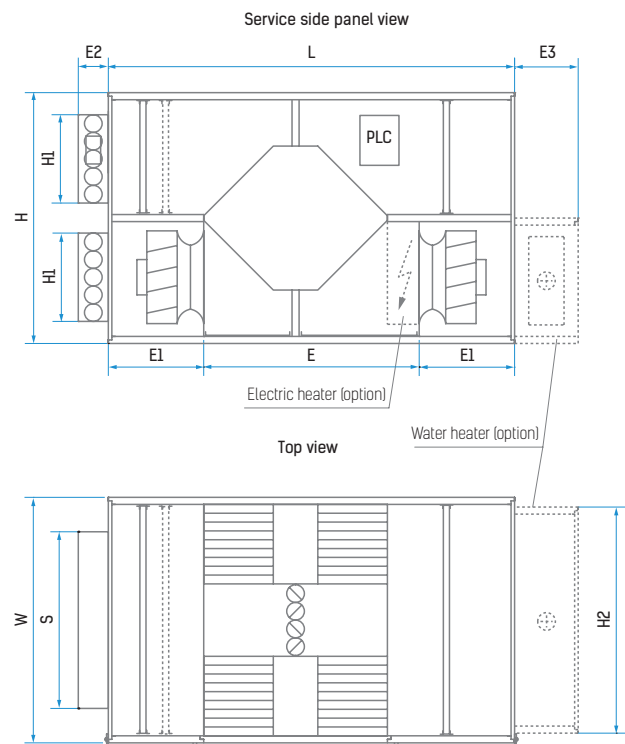 Service side panel view
E2
L
E3
PLC
H1
H
H1
E1
E
E1
Electric heater (option)
Water heater (option)
Top view
W
S
H2